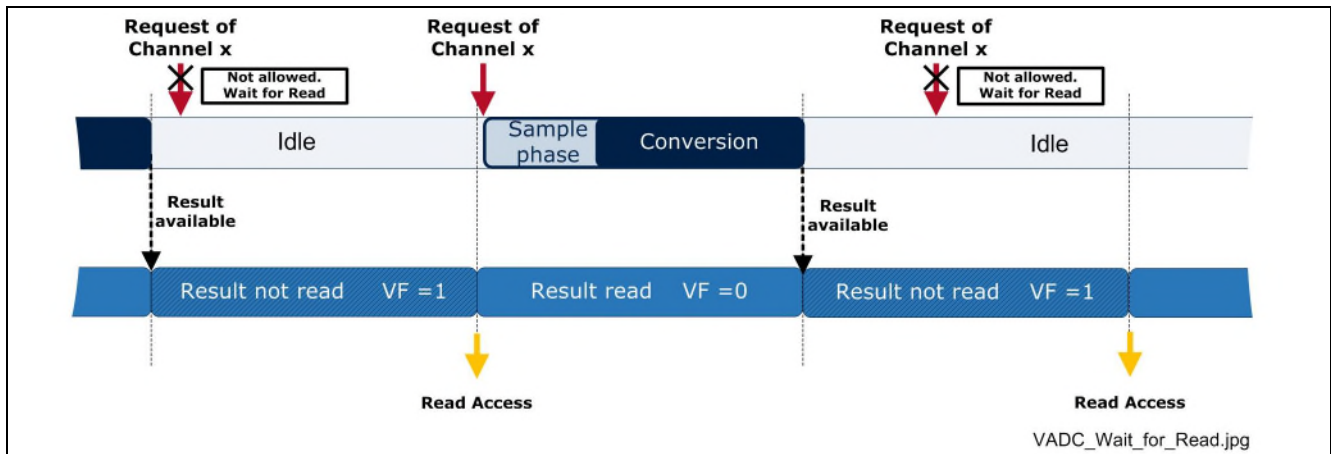 Request of
Channel x
Request of
Channel x
Request of
Channel x
Not allowed.
Wait for Read
Not allowed.
Wait for Read
Idle
Sample
phase
Conversion
Idle
Result
available
Result
available
Result not read VF =1
Result read VF =0
Result not read VF =1
Read Access
Read Access
VADC_Wait_for_Read.jpg